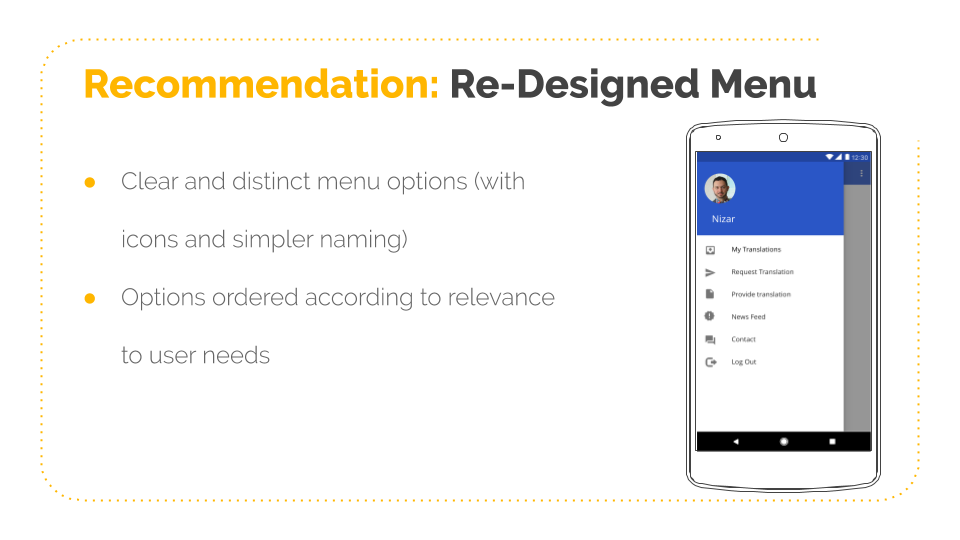 Recommendation: Re-Designed Menu
● Clear and distinct menu options (with
icons and simpler naming)
● Options ordered according to relevance
to user needs
12:30
Nizar
My Translations
Request Translation
Provide translation
News Feed
Contact
Log Out